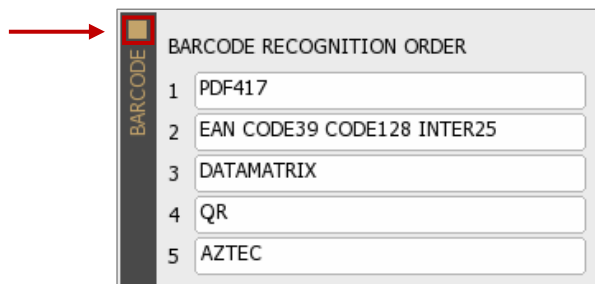 BARCODE
BARCODE RECOGNITION ORDER
1 PDF417
2 EAN CODE39 CODE128 INTER25
3 DATAMATRIX
4 QR
5 AZTEC